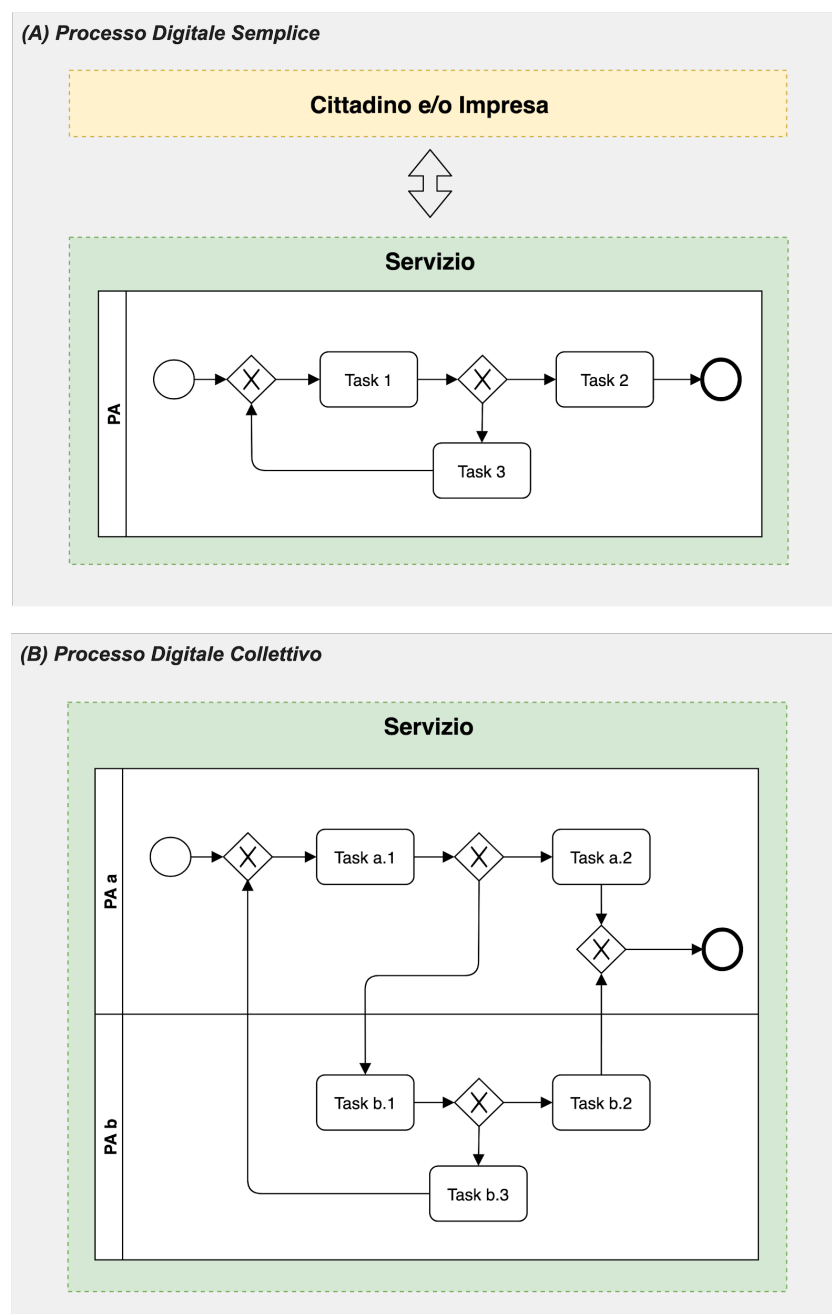 (A) Processo Digitale Semplice
Cittadino e/o Impresa
Servizio
PA
Task 1
Task 2
Task 3
(B) Processo Digitale Collettivo
Servizio
PA a
Task a.1
Task a.2
PA b
Task b.1
Task b.2
Task b.3